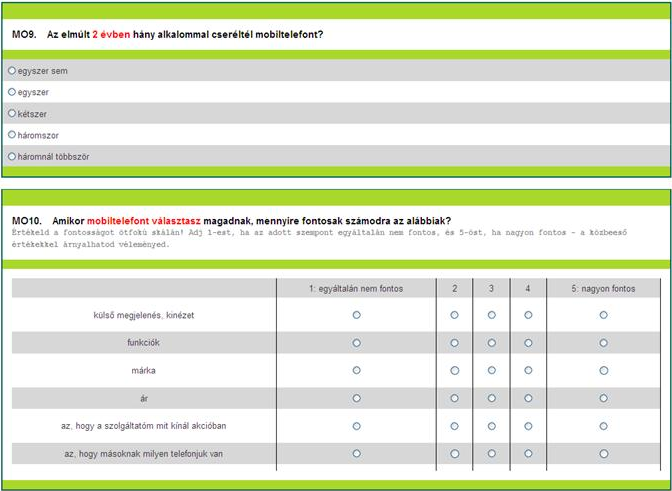 MO9. Az elmúlt 2 évben hány alkalommal cseréltél mobiltelefont?
egyszer sem
egyszer
kétszer
háromszor
háromnál többször
MO10. Amikor mobiltelefont választasz magadnak, mennyire fontosak számodra az alábbiak?
Értékeld a fontosságot ötfokú skálán! Adj 1-est, ha az adott szempont egyáltalán nem fontos, és 5-öst, ha nagyon fontos - a közbeeső
értékekkel árnyalhatod véleményed.
1: egyáltalán nem fontos 2 3 4 5: nagyon fontos
külső megjelenés, kinézet
funkciók
márka
ár
az, hogy a szolgáltatóm mit kínál akcióban
az, hogy másoknak milyen telefonjuk van